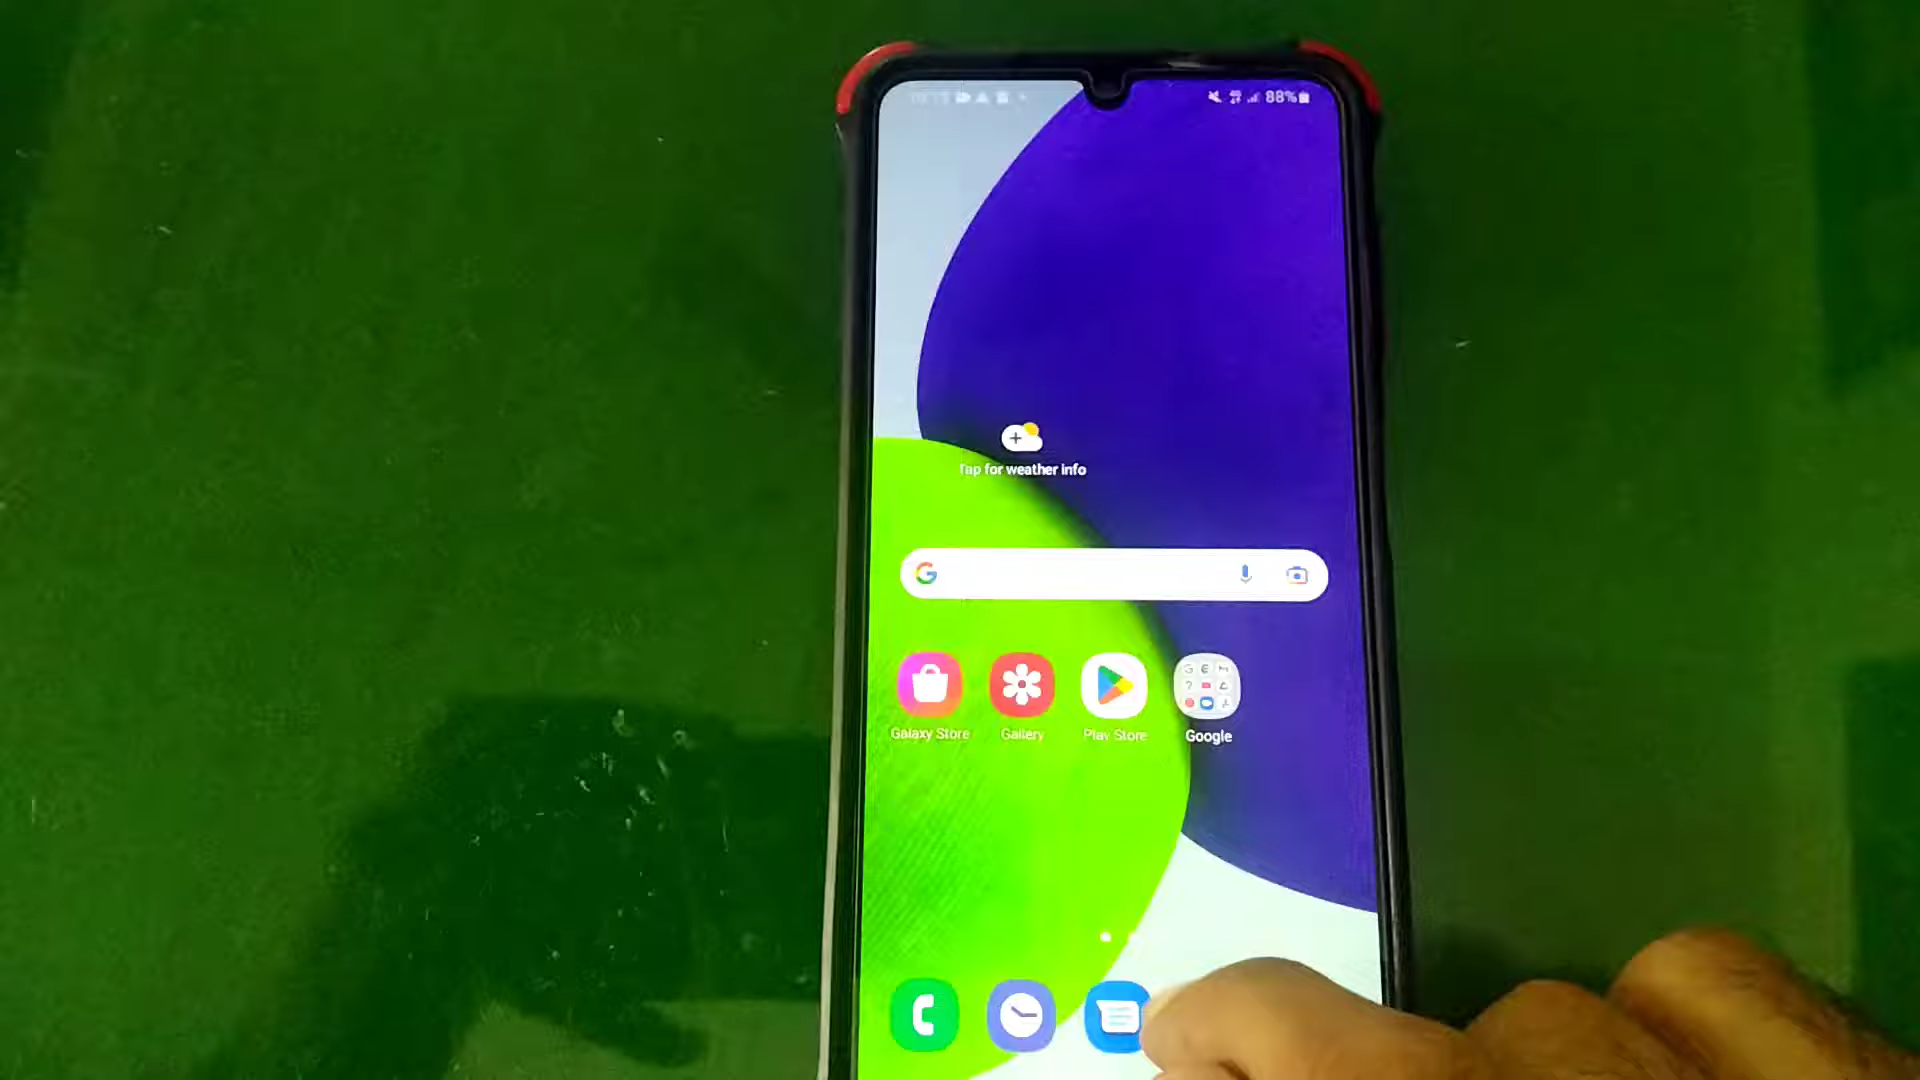 88%
Tap for weather info
Galaxy Store
Gallery
Play Store
Google